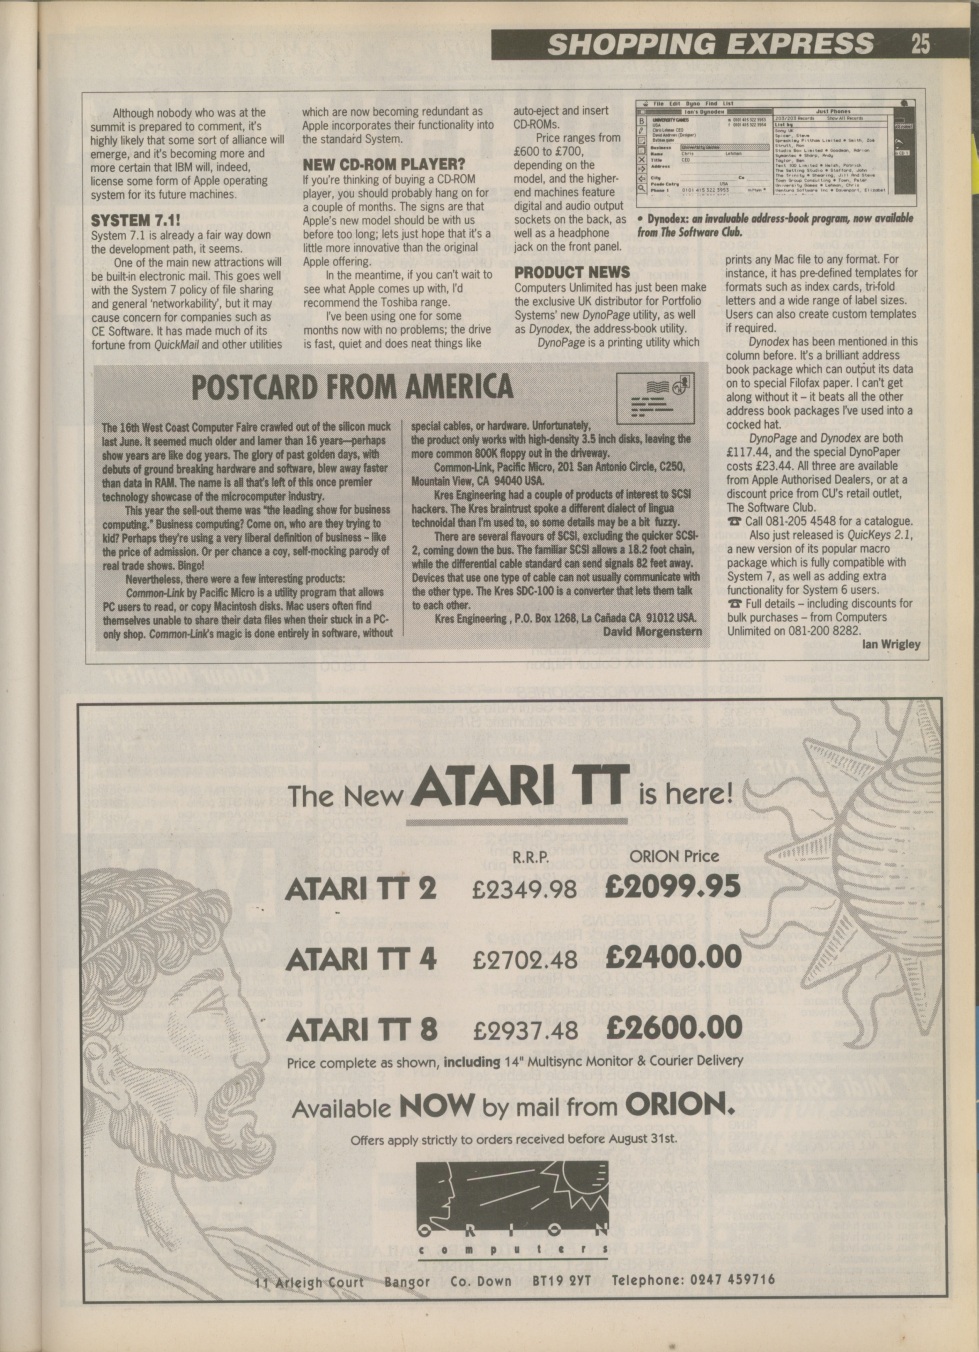 SHOPPING EXPRESS 25
Although nobody who was at the
summit is prepared to comment, it's
highly likely that some sort of alliance will
emerge, and it's becoming more and
more certain that IBM will, indeed,
license some form of Apple operating
system for its future machines.
SYSTEM 7.1!
System 7.1 is already a fair way down
the development path, it seems.
One of the main new attractions will
be built-in electronic mail. This goes well
with the System 7 policy of file sharing
and general 'networkability', but it may
cause concern for companies such as
CE Software. It has made much of its
fortune from QuickMail and other utilities
which are now becoming redundant as
Apple incorporates their functionality into
the standard System.
NEW CD-ROM PLAYER?
If you're thinking of buying a CD-ROM
player, you should probably hang on for
a couple of months. The signs are that
Apple's new model should be with us
before too long; lets just hope that it's a
little more innovative than the original
Apple offering.
In the meantime, if you can't wait to
see what Apple comes up with, I'd
recommend the Toshiba range.
I've been using one for some
months now with no problems; the drive
is fast, quiet and does neat things like
auto-eject and insert
CD-ROMs.
Price ranges from
£600 to £700,
depending on the
model, and the higher-
end machines feature
digital and audio output
sockets on the back, as
well as a headphone
jack on the front panel.
PRODUCT NEWS
Computers Unlimited has just been make
the exclusive UK distributor for Portfolio
Systems' new DynoPage utility, as well
as Dynodex, the address-book utility.
DynoPage is a printing utility which
File Edit Dyno Find List
Ian's Dynodex
Just Phones
UNIVERSITY GAMES
USA
Business
Name
Title
CEO
Address
City
USA
Phone 1
List by
• Dynodex: an invaluable address-book program, now available
from The Software Club.
prints any Mac file to any format. For
instance, it has pre-defined templates for
formats such as index cards, tri-fold
letters and a wide range of label sizes.
Users can also create custom templates
if required.
Dynodex has been mentioned in this
column before. It's a brilliant address
book package which can output its data
on to special Filofax paper. I can't get
along without it – it beats all the other
address book packages I've used into a
cocked hat.
DynoPage and Dynodex are both
£117.44, and the special DynoPaper
costs £23.44. All three are available
from Apple Authorised Dealers, or at a
discount price from CU's retail outlet,
The Software Club.
☎ Call 081-205 4548 for a catalogue.
Also just released is QuicKeys 2.1,
a new version of its popular macro
package which is fully compatible with
System 7, as well as adding extra
functionality for System 6 users.
☎ Full details – including discounts for
bulk purchases – from Computers
Unlimited on 081-200 8282.
Ian Wrigley
POSTCARD FROM AMERICA
The 16th West Coast Computer Faire crawled out of the silicon muck
last June. It seemed much older and lamer than 16 years—perhaps
show years are like dog years. The glory of past golden days, with
debuts of ground breaking hardware and software, blew away faster
than data in RAM. The name is all that's left of this once premier
technology showcase of the microcomputer industry.
This year the sell-out theme was "the leading show for business
computing." Business computing? Come on, who are they trying to
kid? Perhaps they're using a very liberal definition of business – like
the price of admission. Or per chance a coy, self-mocking parody of
real trade shows. Bingo!
Nevertheless, there were a few interesting products:
Common-Link by Pacific Micro is a utility program that allows
PC users to read, or copy Macintosh disks. Mac users often find
themselves unable to share their data files when their stuck in a PC-
only shop. Common-Link's magic is done entirely in software, without
special cables, or hardware. Unfortunately,
the product only works with high-density 3.5 inch disks, leaving the
more common 800K floppy out in the driveway.
Common-Link, Pacific Micro, 201 San Antonio Circle, C250,
Mountain View, CA 94040 USA.
Kres Engineering had a couple of products of interest to SCSI
hackers. The Kres braintrust spoke a different dialect of lingua
technoidal than I'm used to, so some details may be a bit fuzzy.
There are several flavours of SCSI, excluding the quicker SCSI-
2, coming down the bus. The familiar SCSI allows a 18.2 foot chain,
while the differential cable standard can send signals 82 feet away.
Devices that use one type of cable can not usually communicate with
the other type. The Kres SDC-100 is a converter that lets them talk
to each other.
Kres Engineering , P.O. Box 1268, La Cañada CA 91012 USA.
David Morgenstern
The New ATARI TT is here!
R.R.P. ORION Price
ATARI TT 2 £2349.98 £2099.95
ATARI TT 4 £2702.48 £2400.00
ATARI TT 8 £2937.48 £2600.00
Price complete as shown, including 14" Multisync Monitor & Courier Delivery
Available NOW by mail from ORION.
Offers apply strictly to orders received before August 31st.
ORION
computers
11 Arleigh Court Bangor Co. Down BT19 2YT Telephone: 0247 459716